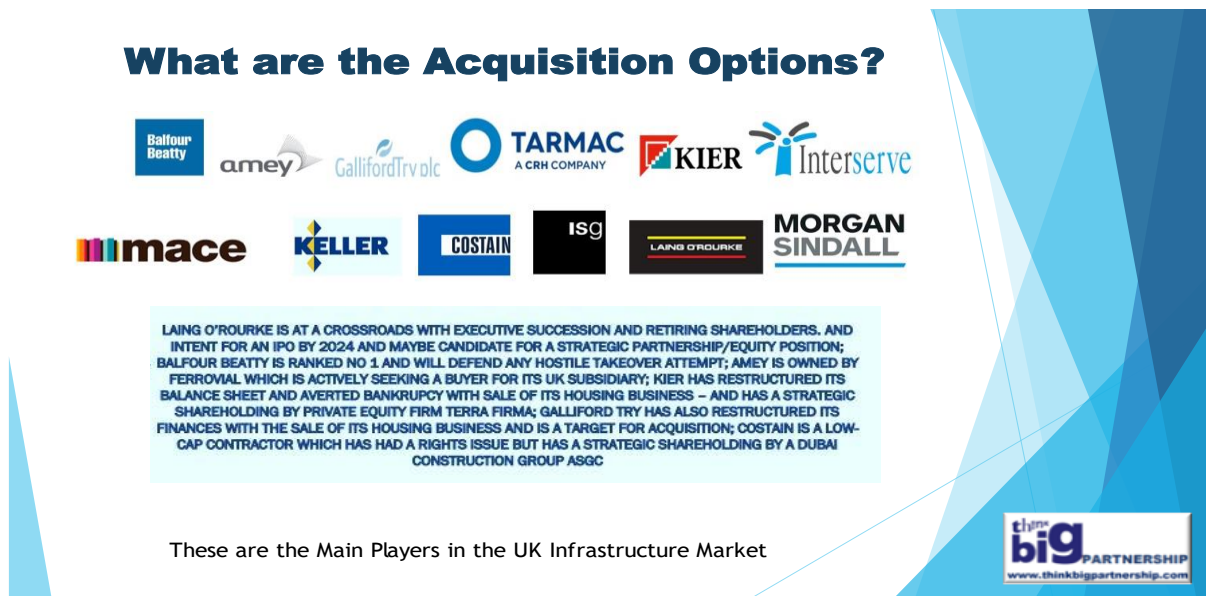 What are the Acquisition Options?
Balfour
Beatty
amey
GallifordTry plc
TARMAC
A CRH COMPANY
KIER
Interserve
mace
KELLER
COSTAIN
ISg
LAING O'ROURKE
MORGAN
SINDALL
LAING O'ROURKE IS AT A CROSSROADS WITH EXECUTIVE SUCCESSION AND RETIRING SHAREHOLDERS. AND
INTENT FOR AN IPO BY 2024 AND MAYBE CANDIDATE FOR A STRATEGIC PARTNERSHIP/EQUITY POSITION;
BALFOUR BEATTY IS RANKED NO 1 AND WILL DEFEND ANY HOSTILE TAKEOVER ATTEMPT; AMEY IS OWNED BY
FERROVIAL WHICH IS ACTIVELY SEEKING A BUYER FOR ITS UK SUBSIDIARY; KIER HAS RESTRUCTURED ITS
BALANCE SHEET AND AVERTED BANKRUPCY WITH SALE OF ITS HOUSING BUSINESS – AND HAS A STRATEGIC
SHAREHOLDING BY PRIVATE EQUITY FIRM TERRA FIRMA; GALLIFORD TRY HAS ALSO RESTRUCTURED ITS
FINANCES WITH THE SALE OF ITS HOUSING BUSINESS AND IS A TARGET FOR ACQUISITION; COSTAIN IS A LOW-
CAP CONTRACTOR WHICH HAS HAD A RIGHTS ISSUE BUT HAS A STRATEGIC SHAREHOLDING BY A DUBAI
CONSTRUCTION GROUP ASGC
These are the Main Players in the UK Infrastructure Market
think
big PARTNERSHIP
www.thinkbigpartnership.com